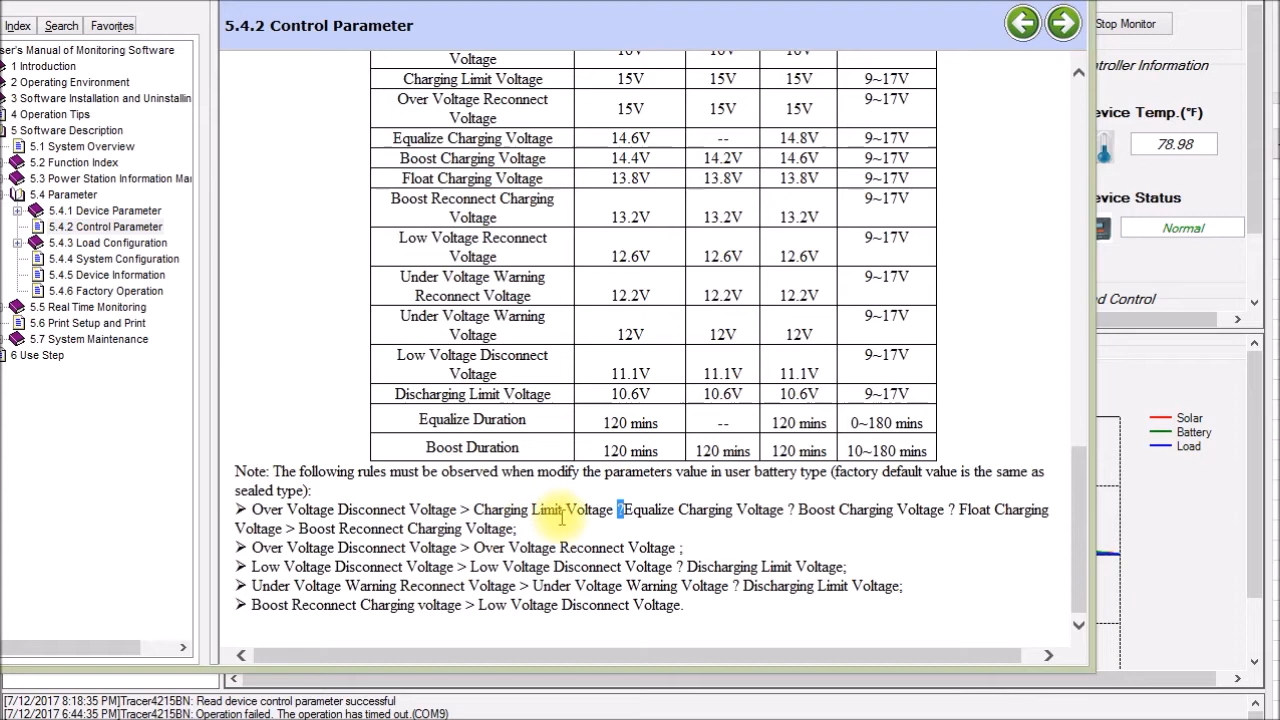 Index Search Favorites
ser's Manual of Monitoring Software
1 Introduction
2 Operating Environment
3 Software Installation and Uninstallin
4 Operation Tips
5 Software Description
5.1 System Overview
5.2 Function Index
5.3 Power Station Information Mar
5.4 Parameter
5.4.1 Device Parameter
5.4.2 Control Parameter
5.4.3 Load Configuration
5.4.4 System Configuration
5.4.5 Device Information
5.4.6 Factory Operation
5.5 Real Time Monitoring
5.6 Print Setup and Print
5.7 System Maintenance
6 Use Step
5.4.2 Control Parameter
Voltage 16V 16V 16V
Charging Limit Voltage 15V 15V 15V 9~17V
Over Voltage Reconnect
Voltage 15V 15V 15V 9~17V
Equalize Charging Voltage 14.6V -- 14.8V 9~17V
Boost Charging Voltage 14.4V 14.2V 14.6V 9~17V
Float Charging Voltage 13.8V 13.8V 13.8V 9~17V
Boost Reconnect Charging
Voltage 13.2V 13.2V 13.2V 9~17V
Low Voltage Reconnect
Voltage 12.6V 12.6V 12.6V 9~17V
Under Voltage Warning
Reconnect Voltage 12.2V 12.2V 12.2V 9~17V
Under Voltage Warning
Voltage 12V 12V 12V 9~17V
Low Voltage Disconnect
Voltage 11.1V 11.1V 11.1V 9~17V
Discharging Limit Voltage 10.6V 10.6V 10.6V 9~17V
Equalize Duration 120 mins -- 120 mins 0~180 mins
Boost Duration 120 mins 120 mins 120 mins 10~180 mins
Note: The following rules must be observed when modify the parameters value in user battery type (factory default value is the same as
sealed type):
➢ Over Voltage Disconnect Voltage > Charging Limit Voltage ?Equalize Charging Voltage ? Boost Charging Voltage ? Float Charging
Voltage > Boost Reconnect Charging Voltage;
➢ Over Voltage Disconnect Voltage > Over Voltage Reconnect Voltage ;
➢ Low Voltage Disconnect Voltage > Low Voltage Disconnect Voltage ? Discharging Limit Voltage;
➢ Under Voltage Warning Reconnect Voltage > Under Voltage Warning Voltage ? Discharging Limit Voltage;
➢ Boost Reconnect Charging voltage > Low Voltage Disconnect Voltage.
Stop Monitor
ntroller Information
evice Temp.(°F)
78.98
evice Status
Normal
ad Control
Solar
Battery
Load
[7/12/2017 8:18:35 PM]Tracer4215BN: Read device control parameter successful
[7/12/2017 6:44:35 PM]Tracer4215BN: Operation failed. The operation has timed out.(COM9)